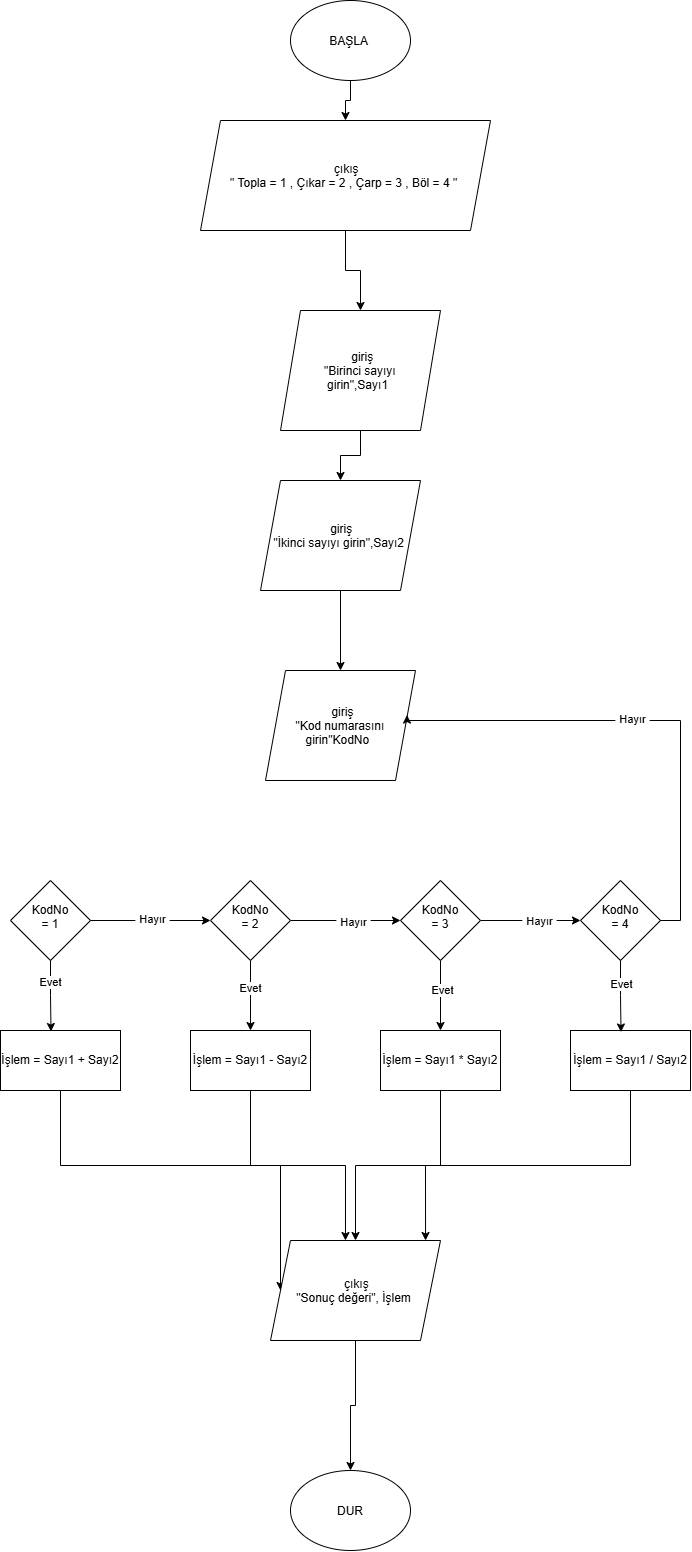 BAŞLA
çıkış
" Topla = 1 , Çıkar = 2 , Çarp = 3 , Böl = 4 "
giriş
"Birinci sayıyı
girin",Sayı1
giriş
"İkinci sayıyı girin",Sayı2
giriş
"Kod numarasını
girin"KodNo
Hayır
KodNo
= 1
Hayır
KodNo
= 2
Hayır
KodNo
= 3
Hayır
KodNo
= 4
Evet
Evet
Evet
Evet
İşlem = Sayı1 + Sayı2
İşlem = Sayı1 - Sayı2
İşlem = Sayı1 * Sayı2
İşlem = Sayı1 / Sayı2
çıkış
"Sonuç değeri", İşlem
DUR